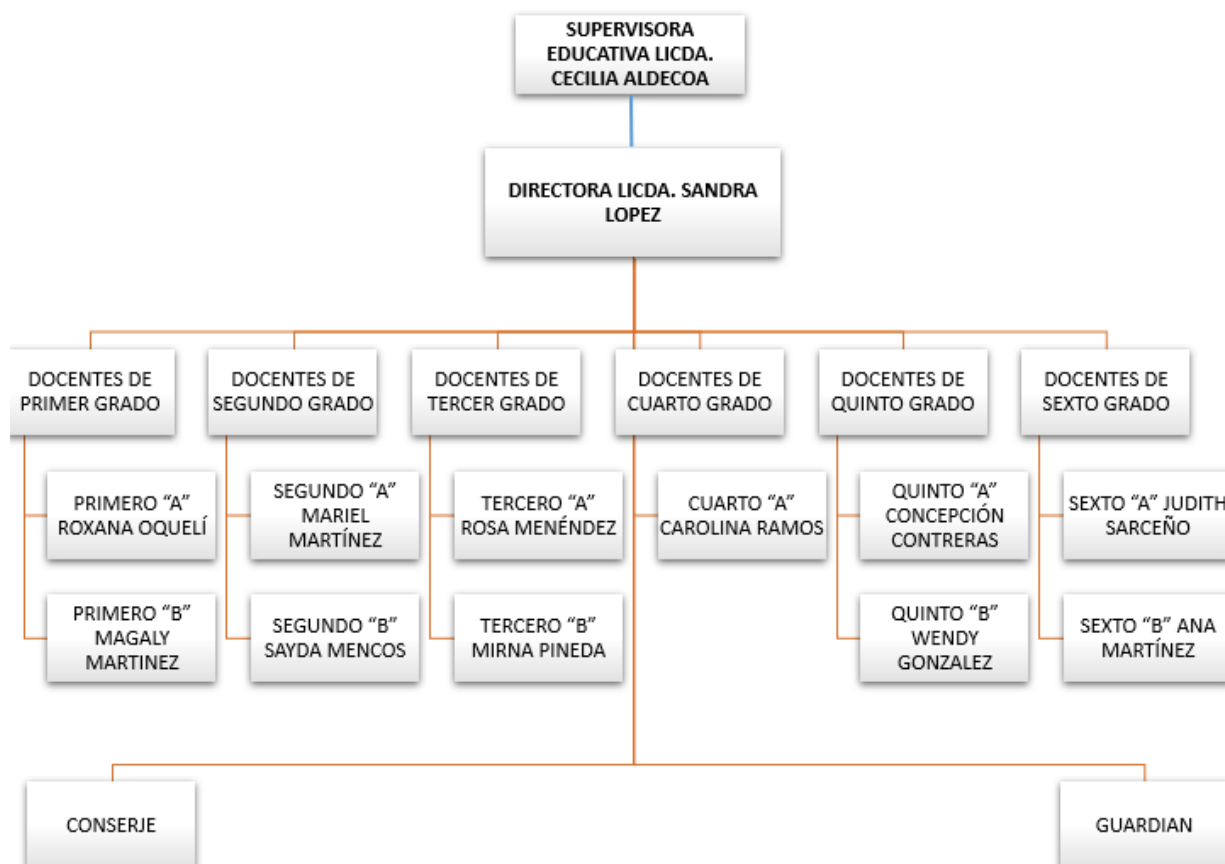 SUPERVISORA
EDUCATIVA LICDA.
CECILIA ALDECOA
DIRECTORA LICDA. SANDRA
LOPEZ
DOCENTES DE
PRIMER GRADO
DOCENTES DE
SEGUNDO GRADO
DOCENTES DE
TERCER GRADO
DOCENTES DE
CUARTO GRADO
DOCENTES DE
QUINTO GRADO
DOCENTES DE
SEXTO GRADO
PRIMERO “A”
ROXANA OQUELÍ
SEGUNDO “A”
MARIEL
MARTÍNEZ
TERCERO “A”
ROSA MENÉNDEZ
CUARTO “A”
CAROLINA RAMOS
QUINTO “A”
CONCEPCIÓN
CONTRERAS
SEXTO “A” JUDITH
SARCEÑO
PRIMERO “B”
MAGALY
MARTINEZ
SEGUNDO “B”
SAYDA MENCOS
TERCERO “B”
MIRNA PINEDA
QUINTO “B”
WENDY
GONZALEZ
SEXTO “B” ANA
MARTÍNEZ
CONSERJE
GUARDIAN